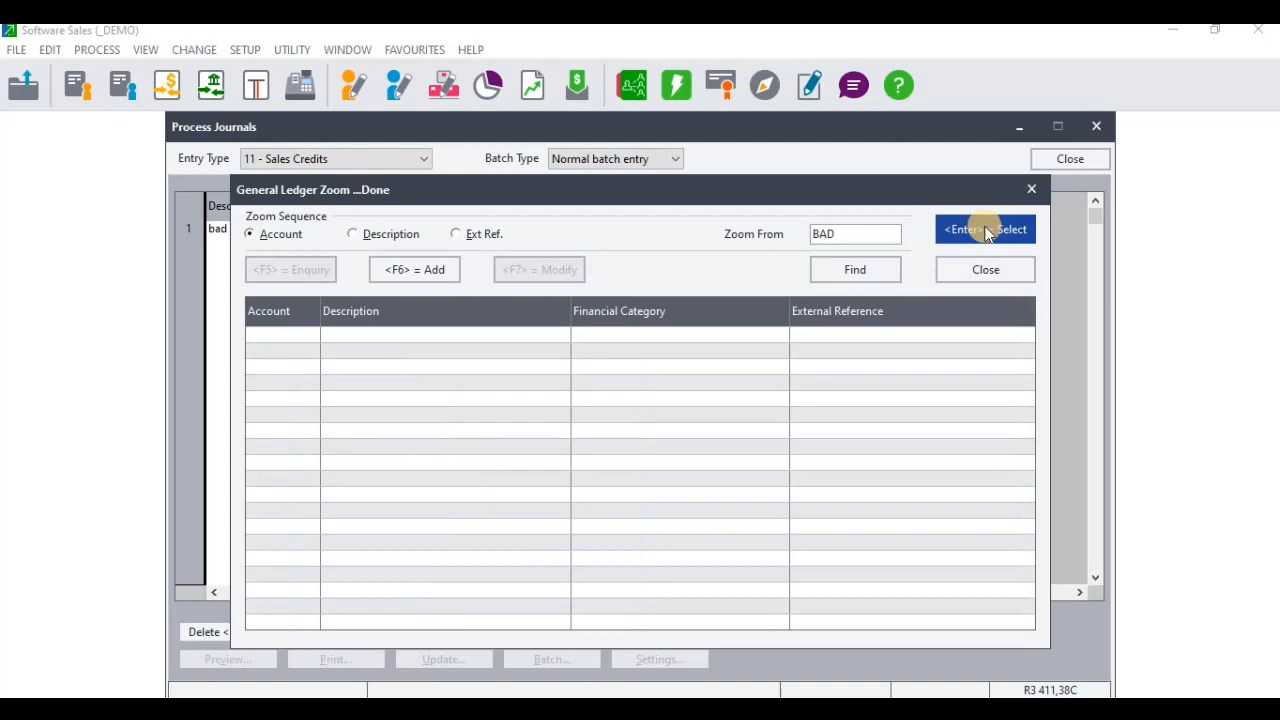 Software Sales (_DEMO)
FILE EDIT PROCESS VIEW CHANGE SETUP UTILITY WINDOW FAVOURITES HELP
Process Journals
Entry Type 11 - Sales Credits Batch Type Normal batch entry Close
General Ledger Zoom ...Done
Zoom Sequence
Account Description Ext Ref. Zoom From BAD <Enter> = Select
<F5> = Enquiry <F6> = Add <F7> = Modify Find Close
Account Description Financial Category External Reference
1 bad
Delete <
Preview... Print... Update... Batch... Settings...
R3 411,38C